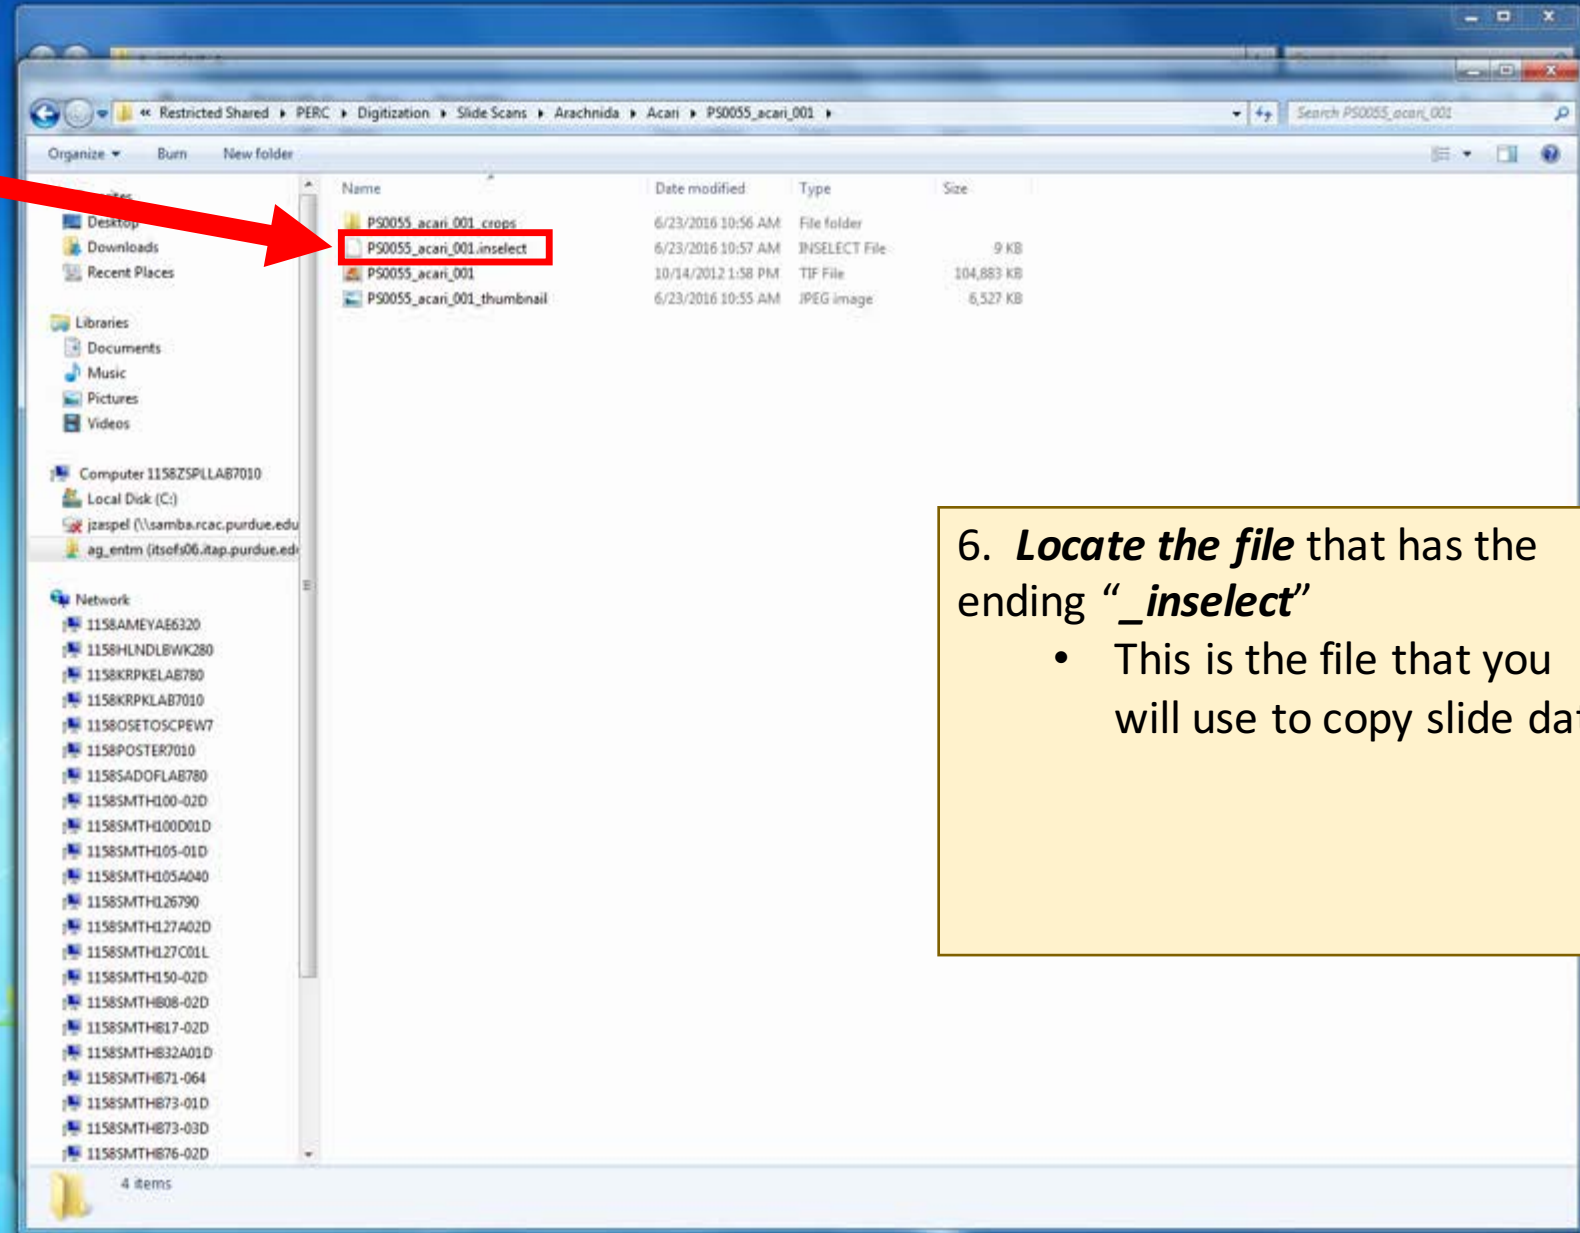 « Restricted Shared ▸ PERC ▸ Digitization ▸ Slide Scans ▸ Arachnida ▸ Acari ▸ PS0055_acari_001 ▸
Search PS0055_acari_001
Organize Burn New folder
Name Date modified Type Size
PS0055_acari_001_crops 6/23/2016 10:56 AM File folder
PS0055_acari_001.inselect 6/23/2016 10:57 AM INSELECT File 9 KB
PS0055_acari_001 10/14/2012 1:58 PM TIF File 104,883 KB
PS0055_acari_001_thumbnail 6/23/2016 10:55 AM JPEG image 6,527 KB
Desktop
Downloads
Recent Places
Libraries
Documents
Music
Pictures
Videos
Computer 1158ZSPLLAB7010
Local Disk (C:)
jzaspel (\\samba.rcac.purdue.edu
ag_entm (itsofs06.itap.purdue.edu
Network
1158AMEYAE6320
1158HLNDLBWK280
1158KRPKELAB780
1158KRPKLAB7010
1158OSETOSCPEW7
1158POSTER7010
1158SADOFLAB780
1158SMTH100-02D
1158SMTH100D01D
1158SMTH105-01D
1158SMTH105A040
1158SMTH126790
1158SMTH127A02D
1158SMTH127C01L
1158SMTH150-02D
1158SMTHB08-02D
1158SMTHB17-02D
1158SMTHB32A01D
1158SMTHB71-064
1158SMTHB73-01D
1158SMTHB73-03D
1158SMTHB76-02D
4 items
6. Locate the file that has the
ending “_inselect”
• This is the file that you
will use to copy slide dat